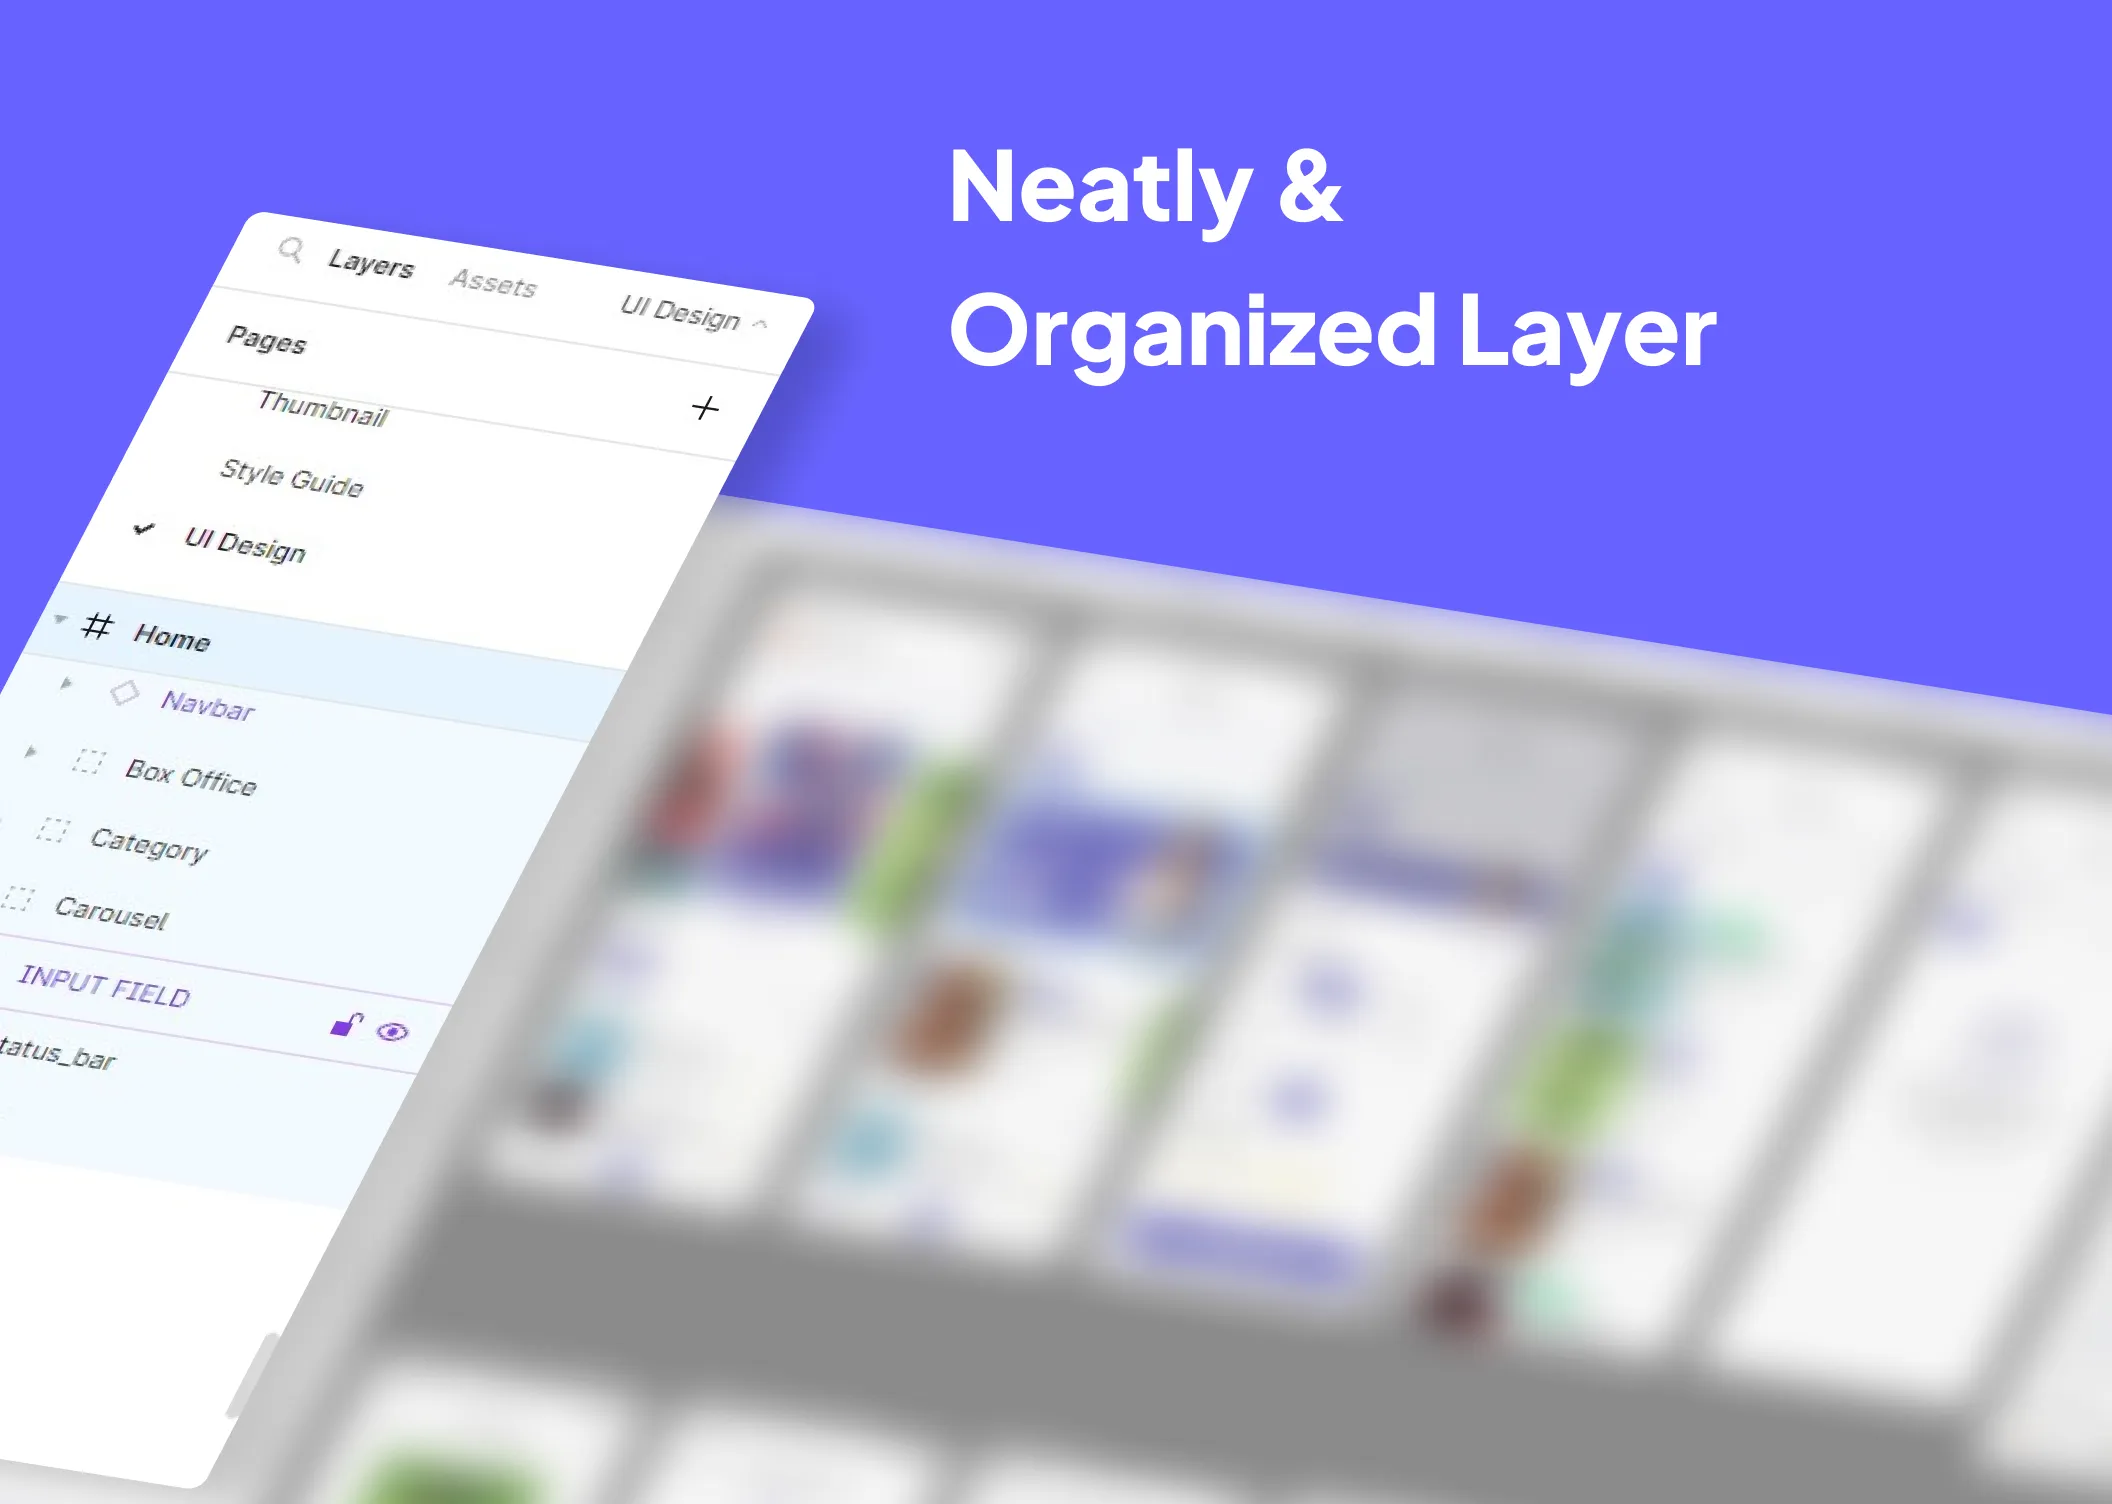 Neatly &
Organized Layer
Layers Assets UI Design
Pages
Thumbnail
Style Guide
UI Design
Home
Navbar
Box Office
Category
Carousel
INPUT FIELD
tatus_bar